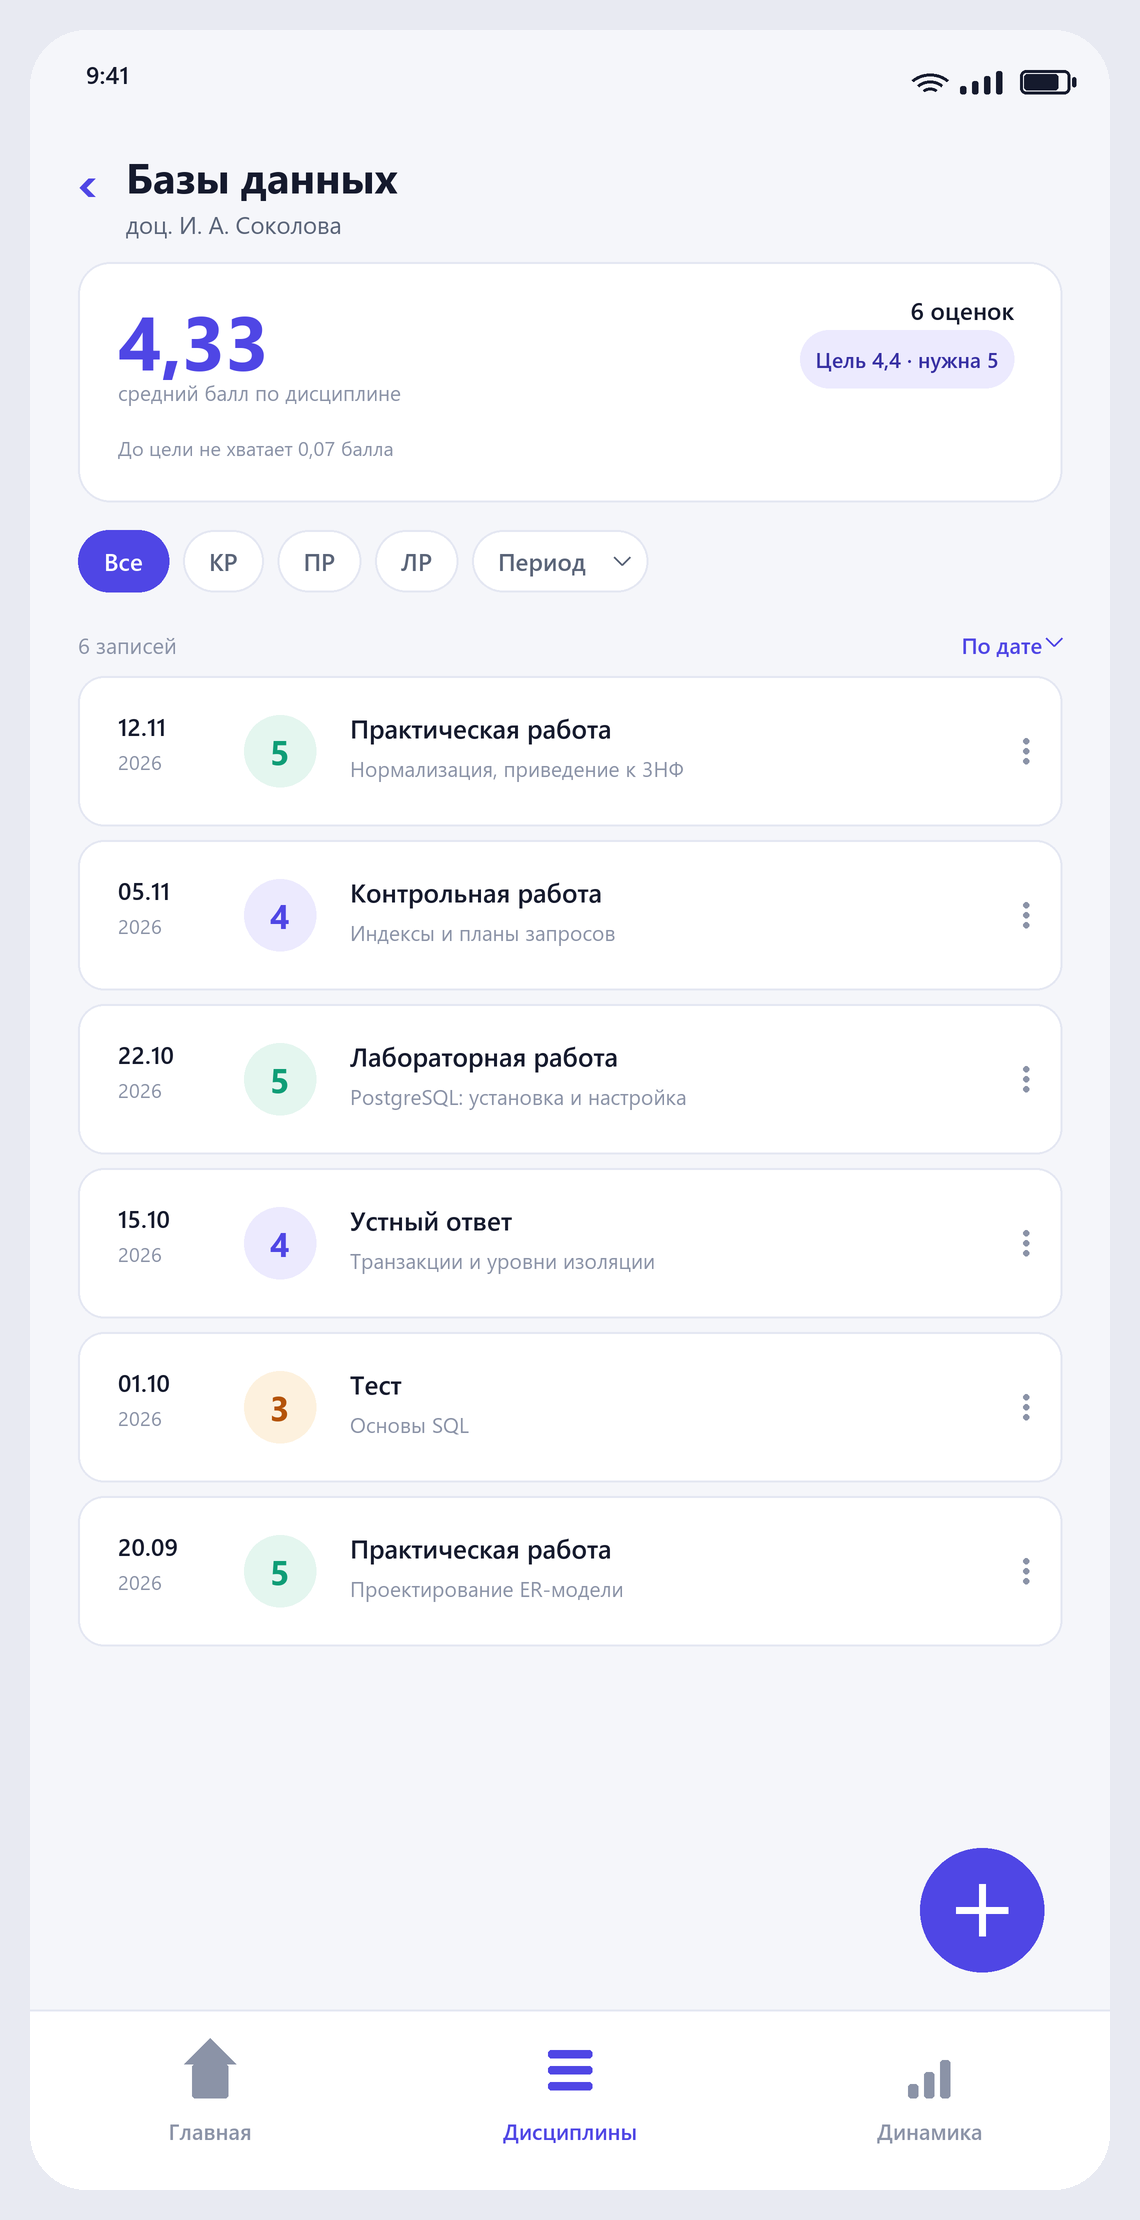 9:41
Базы данных
доц. И. А. Соколова
4,33
средний балл по дисциплине
До цели не хватает 0,07 балла
6 оценок
Цель 4,4 · нужна 5
Все КР ПР ЛР Период
6 записей По дате
12.11
2026
5
Практическая работа
Нормализация, приведение к 3НФ
05.11
2026
4
Контрольная работа
Индексы и планы запросов
22.10
2026
5
Лабораторная работа
PostgreSQL: установка и настройка
15.10
2026
4
Устный ответ
Транзакции и уровни изоляции
01.10
2026
3
Тест
Основы SQL
20.09
2026
5
Практическая работа
Проектирование ER-модели
Главная Дисциплины Динамика